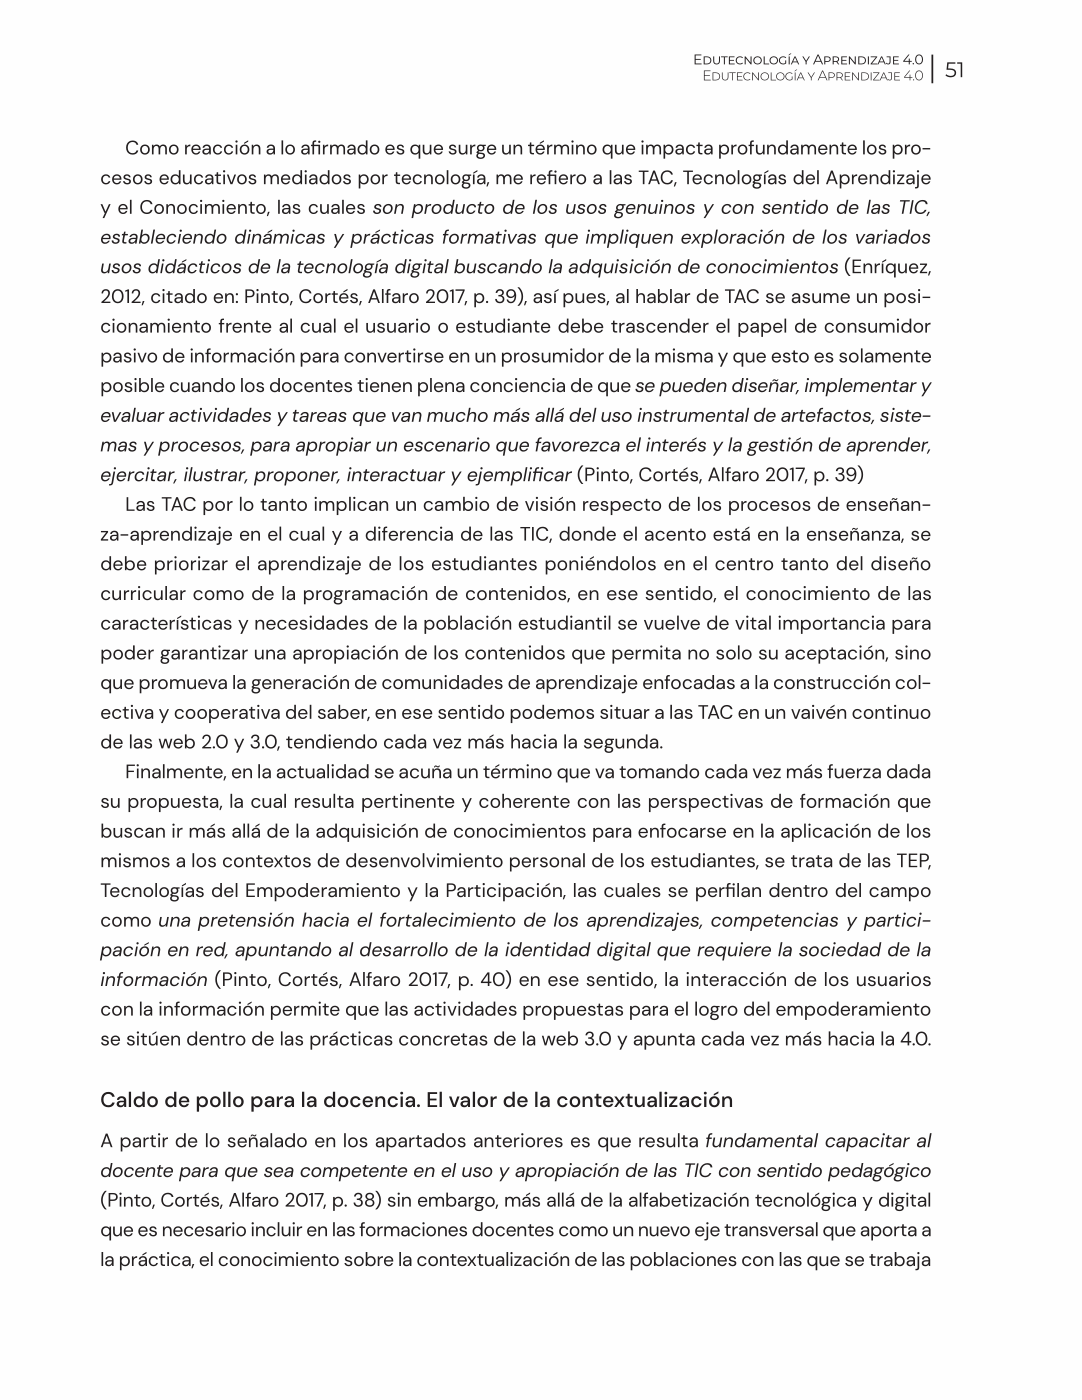 Edutecnología y Aprendizaje 4.0
Edutecnología y Aprendizaje 4.0
51
Como reacción a lo afirmado es que surge un término que impacta profundamente los pro-
cesos educativos mediados por tecnología, me refiero a las TAC, Tecnologías del Aprendizaje
y el Conocimiento, las cuales son producto de los usos genuinos y con sentido de las TIC,
estableciendo dinámicas y prácticas formativas que impliquen exploración de los variados
usos didácticos de la tecnología digital buscando la adquisición de conocimientos (Enríquez,
2012, citado en: Pinto, Cortés, Alfaro 2017, p. 39), así pues, al hablar de TAC se asume un posi-
cionamiento frente al cual el usuario o estudiante debe trascender el papel de consumidor
pasivo de información para convertirse en un prosumidor de la misma y que esto es solamente
posible cuando los docentes tienen plena conciencia de que se pueden diseñar, implementar y
evaluar actividades y tareas que van mucho más allá del uso instrumental de artefactos, siste-
mas y procesos, para apropiar un escenario que favorezca el interés y la gestión de aprender,
ejercitar, ilustrar, proponer, interactuar y ejemplificar (Pinto, Cortés, Alfaro 2017, p. 39)
Las TAC por lo tanto implican un cambio de visión respecto de los procesos de enseñan-
za-aprendizaje en el cual y a diferencia de las TIC, donde el acento está en la enseñanza, se
debe priorizar el aprendizaje de los estudiantes poniéndolos en el centro tanto del diseño
curricular como de la programación de contenidos, en ese sentido, el conocimiento de las
características y necesidades de la población estudiantil se vuelve de vital importancia para
poder garantizar una apropiación de los contenidos que permita no solo su aceptación, sino
que promueva la generación de comunidades de aprendizaje enfocadas a la construcción col-
ectiva y cooperativa del saber, en ese sentido podemos situar a las TAC en un vaivén continuo
de las web 2.0 y 3.0, tendiendo cada vez más hacia la segunda.
Finalmente, en la actualidad se acuña un término que va tomando cada vez más fuerza dada
su propuesta, la cual resulta pertinente y coherente con las perspectivas de formación que
buscan ir más allá de la adquisición de conocimientos para enfocarse en la aplicación de los
mismos a los contextos de desenvolvimiento personal de los estudiantes, se trata de las TEP,
Tecnologías del Empoderamiento y la Participación, las cuales se perfilan dentro del campo
como una pretensión hacia el fortalecimiento de los aprendizajes, competencias y partici-
pación en red, apuntando al desarrollo de la identidad digital que requiere la sociedad de la
información (Pinto, Cortés, Alfaro 2017, p. 40) en ese sentido, la interacción de los usuarios
con la información permite que las actividades propuestas para el logro del empoderamiento
se sitúen dentro de las prácticas concretas de la web 3.0 y apunta cada vez más hacia la 4.0.
Caldo de pollo para la docencia. El valor de la contextualización
A partir de lo señalado en los apartados anteriores es que resulta fundamental capacitar al
docente para que sea competente en el uso y apropiación de las TIC con sentido pedagógico
(Pinto, Cortés, Alfaro 2017, p. 38) sin embargo, más allá de la alfabetización tecnológica y digital
que es necesario incluir en las formaciones docentes como un nuevo eje transversal que aporta a
la práctica, el conocimiento sobre la contextualización de las poblaciones con las que se trabaja